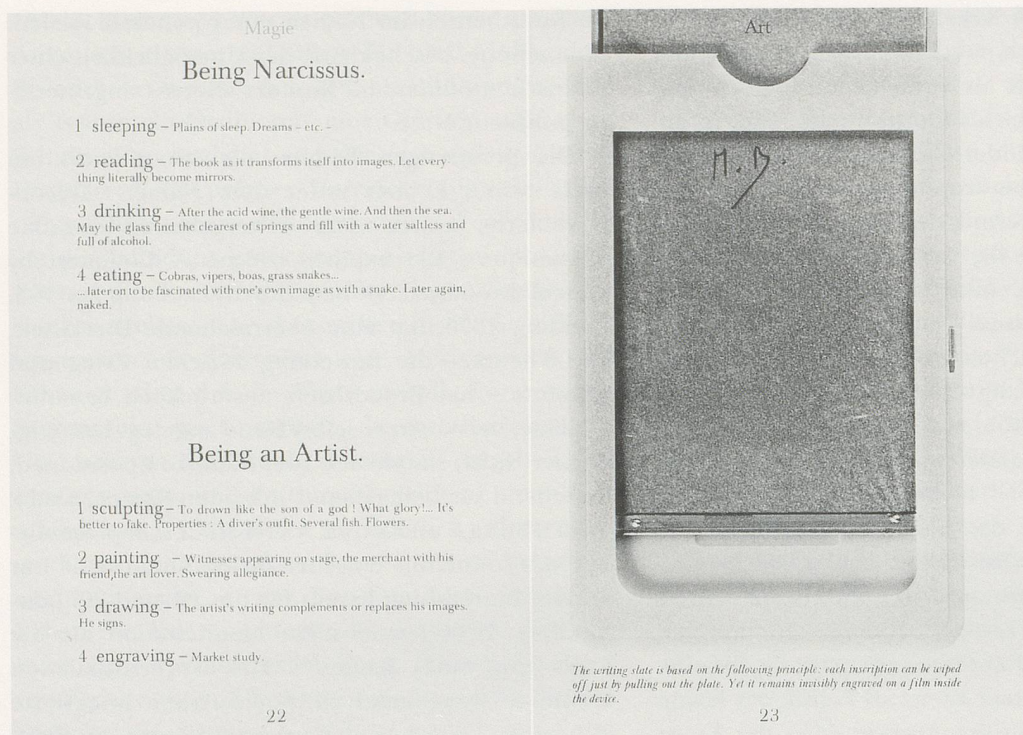 Magie
Being Narcissus.
1 sleeping – Plains of sleep. Dreams – etc. –
2 reading – The book as it transforms itself into images. Let every-
thing literally become mirrors.
3 drinking – After the acid wine, the gentle wine. And then the sea.
May the glass find the clearest of springs and fill with a water saltless and
full of alcohol.
4 eating – Cobras, vipers, boas, grass snakes...
... later on to be fascinated with one's own image as with a snake. Later again,
naked.
Being an Artist.
1 sculpting – To drown like the son of a god ! What glory!... It's
better to fake. Properties : A diver's outfit. Several fish. Flowers.
2 painting – Witnesses appearing on stage, the merchant with his
friend,the art lover. Swearing allegiance.
3 drawing – The artist's writing complements or replaces his images.
He signs.
4 engraving – Market study.
22
Art
M. B.
The writing slate is based on the following principle: each inscription can be wiped
off just by pulling out the plate. Yet it remains invisibly engraved on a film inside
the device.
23